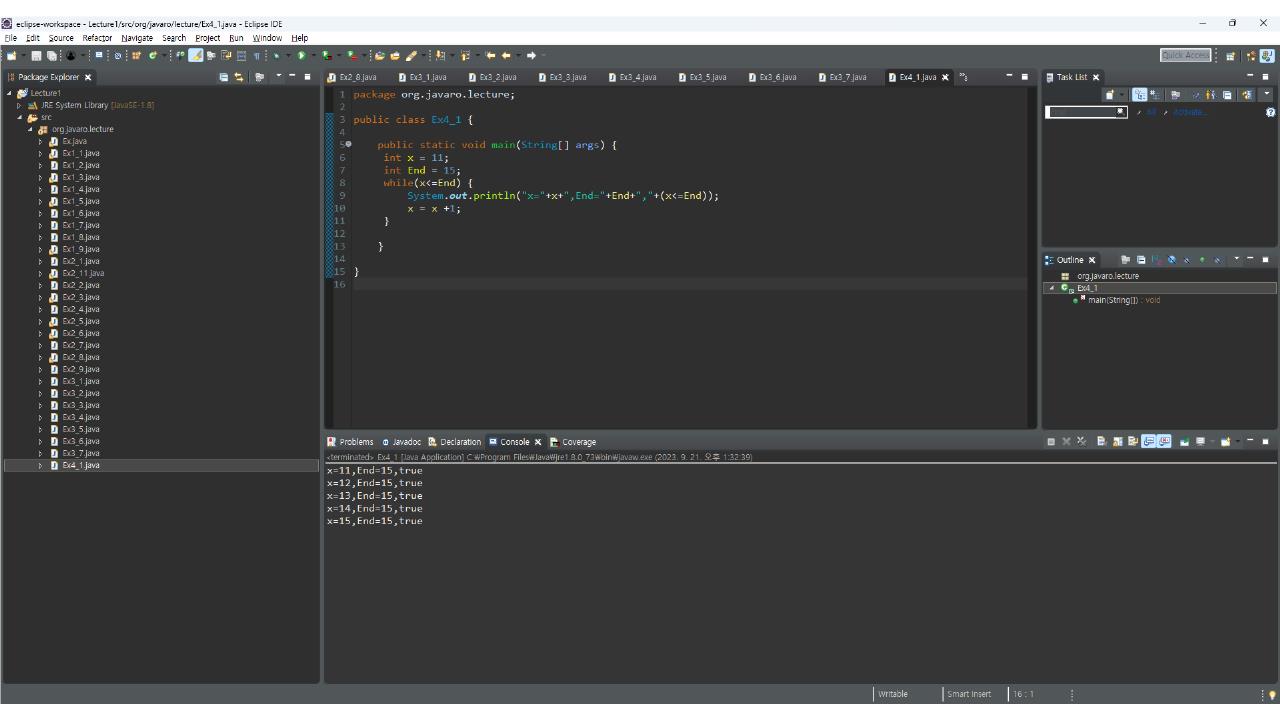 eclipse-workspace - Lecture1/src/org/javaro/lecture/Ex4_1.java - Eclipse IDE
File Edit Source Refactor Navigate Search Project Run Window Help
Quick Access
Package Explorer
Lecture1
JRE System Library [JavaSE-1.8]
src
org.javaro.lecture
Ex.java
Ex1_1.java
Ex1_2.java
Ex1_3.java
Ex1_4.java
Ex1_5.java
Ex1_6.java
Ex1_7.java
Ex1_8.java
Ex1_9.java
Ex2_1.java
Ex2_11.java
Ex2_2.java
Ex2_3.java
Ex2_4.java
Ex2_5.java
Ex2_6.java
Ex2_7.java
Ex2_8.java
Ex2_9.java
Ex3_1.java
Ex3_2.java
Ex3_3.java
Ex3_4.java
Ex3_5.java
Ex3_6.java
Ex3_7.java
Ex4_1.java
Ex2_8.java Ex3_1.java Ex3_2.java Ex3_3.java Ex3_4.java Ex3_5.java Ex3_6.java Ex3_7.java Ex4_1.java
1 package org.javaro.lecture;
2
3 public class Ex4_1 {
4
5 public static void main(String[] args) {
6 int x = 11;
7 int End = 15;
8 while(x<=End) {
9 System.out.println("x="+x+",End="+End+","+(x<=End));
10 x = x +1;
11 }
12
13 }
14
15 }
16
Task List
All Activate...
Outline
org.javaro.lecture
Ex4_1
main(String[]) : void
Problems Javadoc Declaration Console Coverage
<terminated> Ex4_1 [Java Application] C:₩Program Files₩Java₩jre1.8.0_73₩bin₩javaw.exe (2023. 9. 21. 오후 1:32:39)
x=11,End=15,true
x=12,End=15,true
x=13,End=15,true
x=14,End=15,true
x=15,End=15,true
Writable Smart Insert 16 : 1